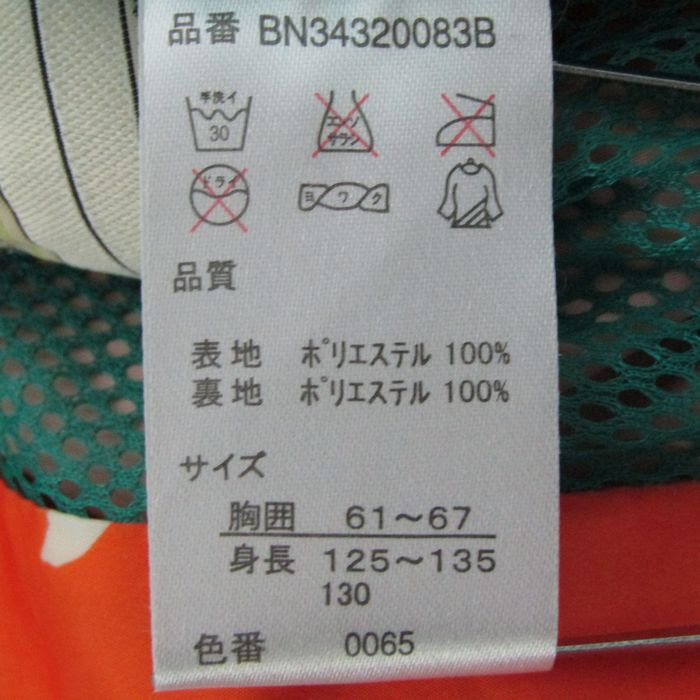 品番 BN34320083B
手洗イ
30
エンソ
サラシ
ドライ
ヨワク
品質
表地 ポリエステル 100%
裏地 ポリエステル 100%
サイズ
胸囲 61～67
身長 125～135
130
色番 0065